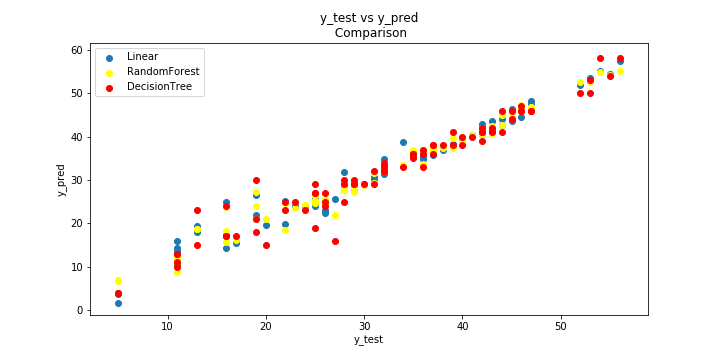 y_test vs y_pred
Comparison
Linear
RandomForest
DecisionTree
60
50
40
30
20
10
0
y_pred
10
20
30
40
50
y_test